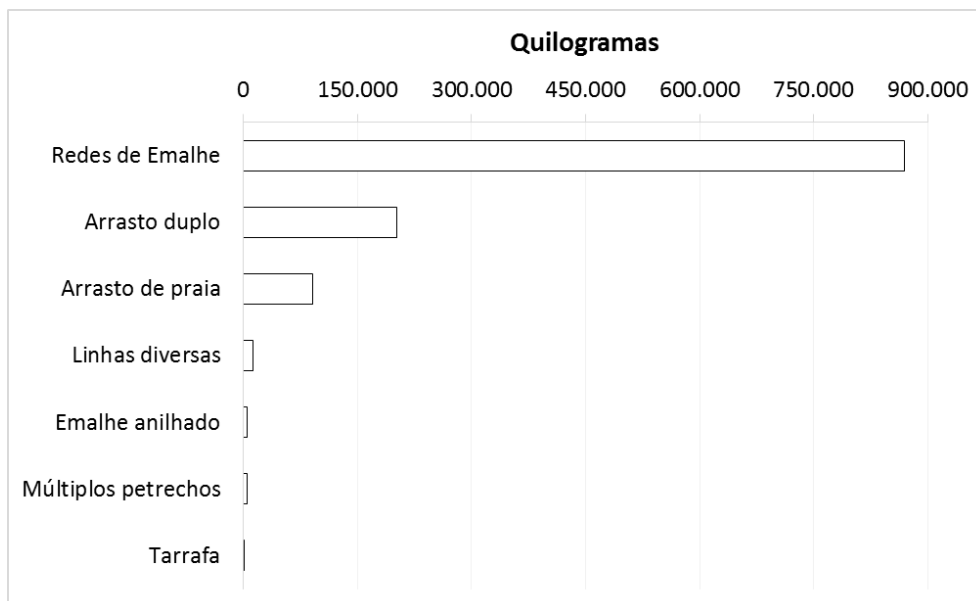 Quilogramas
0 150.000 300.000 450.000 600.000 750.000 900.000
Redes de Emalhe
Arrasto duplo
Arrasto de praia
Linhas diversas
Emalhe anilhado
Múltiplos petrechos
Tarrafa